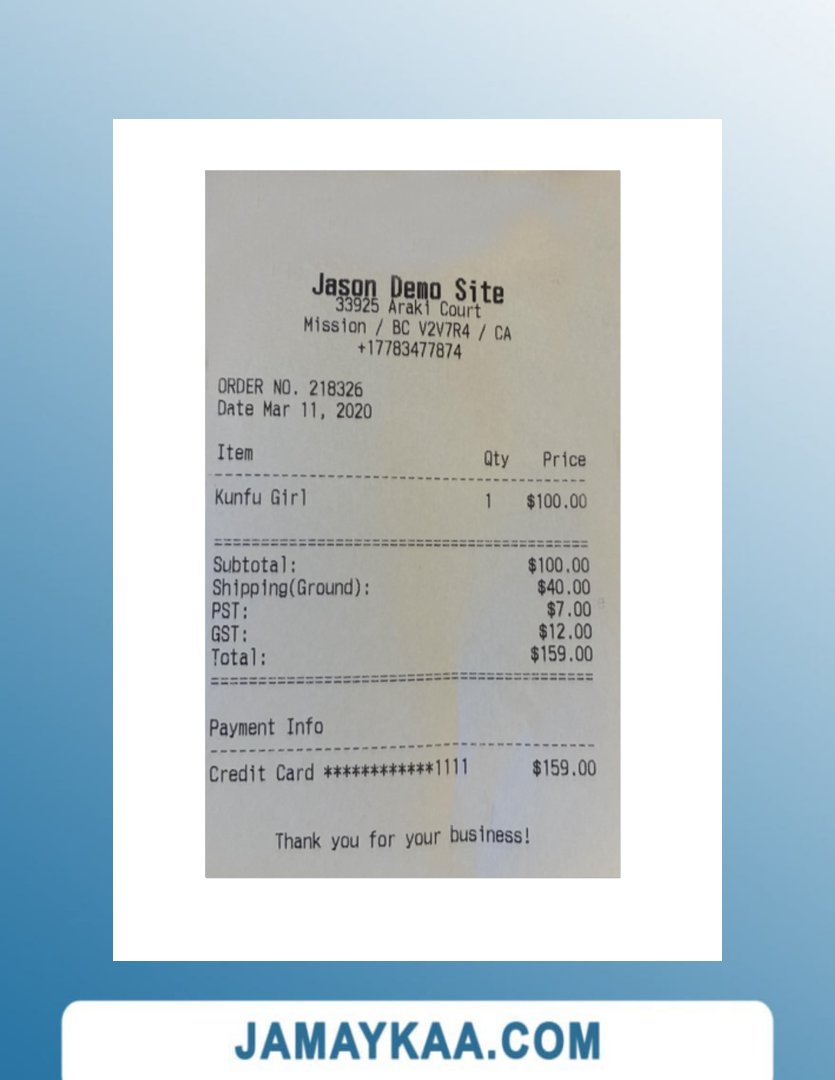 Jason Demo Site
33925 Araki Court
Mission / BC V2V7R4 / CA
+17783477874
ORDER NO. 218326
Date Mar 11, 2020
Item Qty Price
--------------------------------------------
Kunfu Girl 1 $100.00
============================================
Subtotal: $100.00
Shipping(Ground): $40.00
PST: $7.00
GST: $12.00
Total: $159.00
============================================
Payment Info
--------------------------------------------
Credit Card ************1111 $159.00
Thank you for your business!
JAMAYKAA.COM